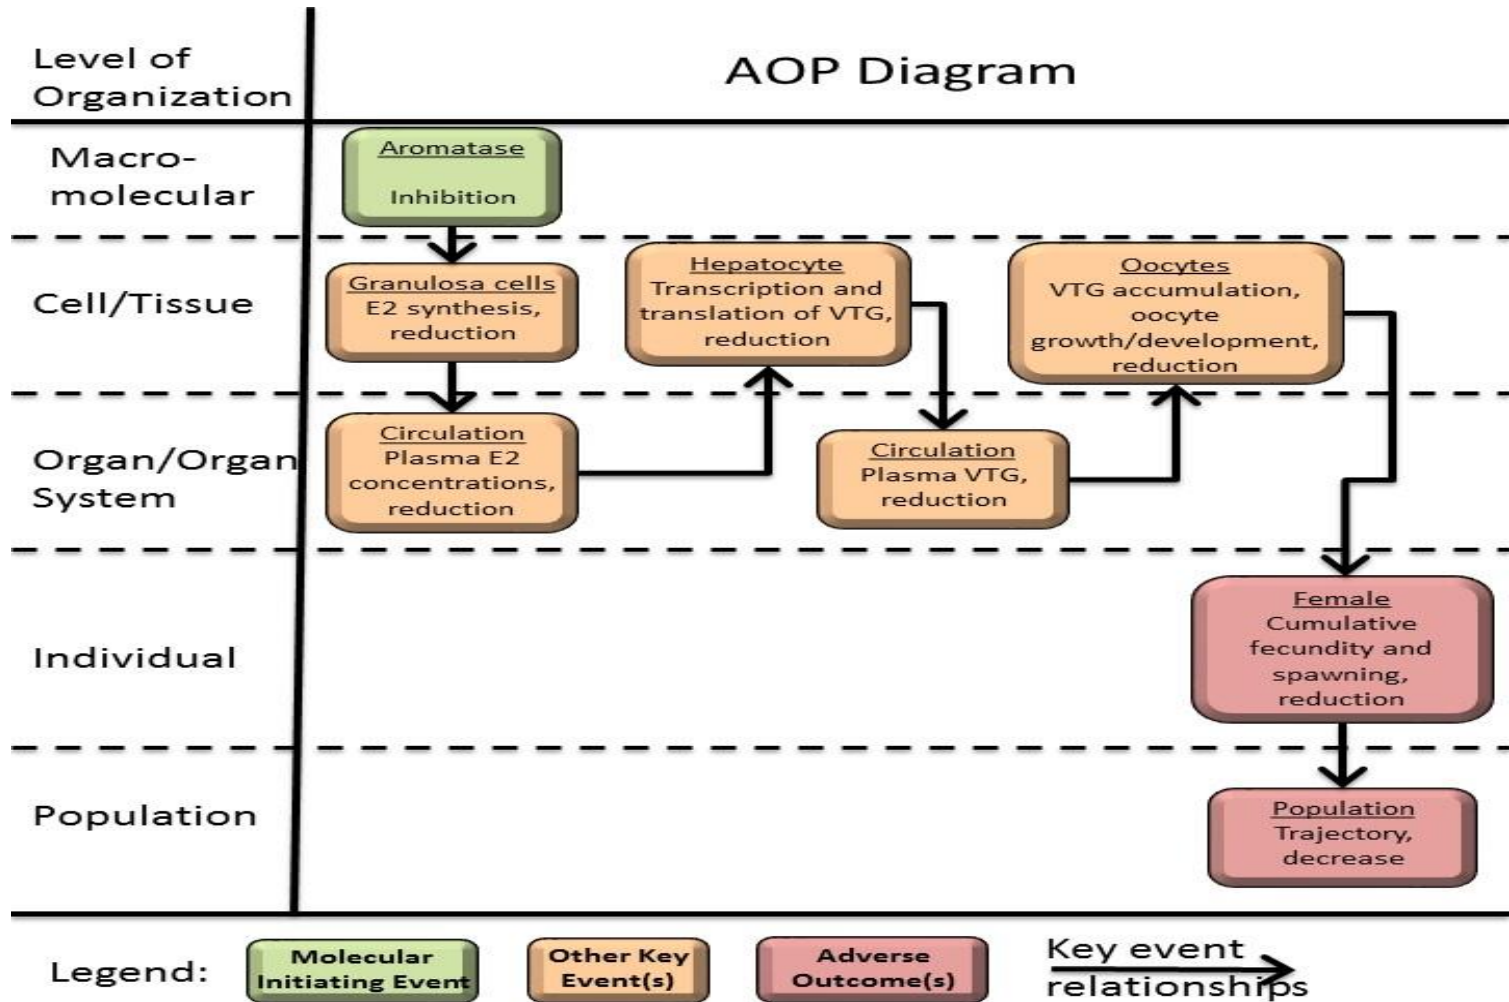 Level of
Organization
AOP Diagram
Macro-
molecular
Aromatase
Inhibition
Cell/Tissue
Granulosa cells
E2 synthesis,
reduction
Hepatocyte
Transcription and
translation of VTG,
reduction
Oocytes
VTG accumulation,
oocyte
growth/development,
reduction
Organ/Organ
System
Circulation
Plasma E2
concentrations,
reduction
Circulation
Plasma VTG,
reduction
Individual
Female
Cumulative
fecundity and
spawning,
reduction
Population
Population
Trajectory,
decrease
Legend:
Molecular
Initiating Event
Other Key
Event(s)
Adverse
Outcome(s)
Key event
relationships